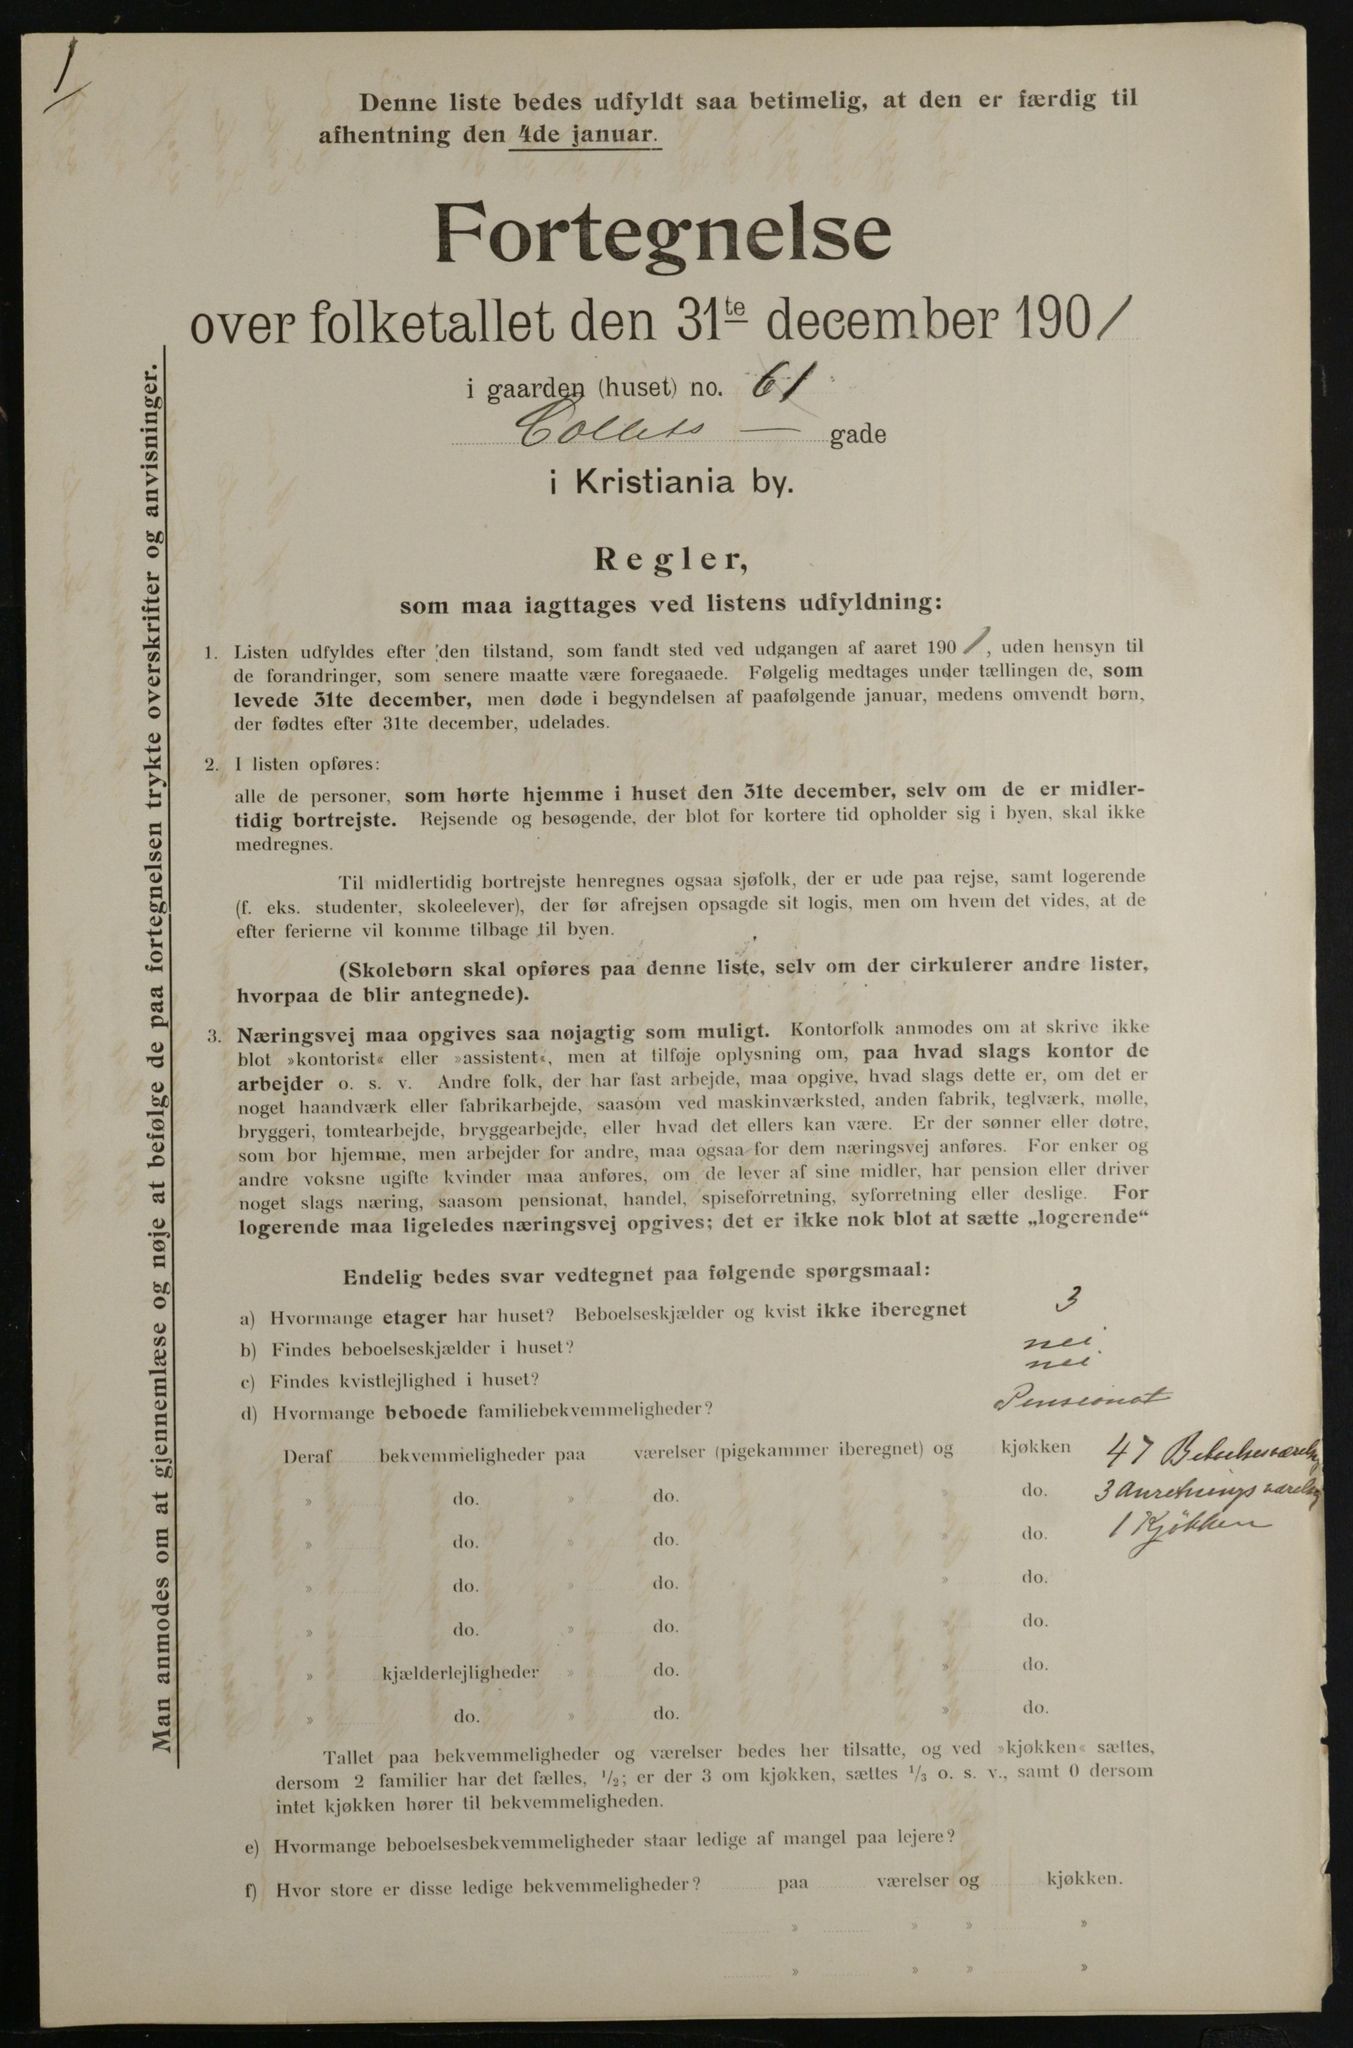 1
Denne liste bedes udfyldt saa betimelig, at den er færdig til
afhentning den 4de januar.
Fortegnelse
over folketallet den 31te december 1901
i gaarden (huset) no. 61
Collets — gade
i Kristiania by.
Regler,
som maa iagttages ved listens udfyldning:
1. Listen udfyldes efter den tilstand, som fandt sted ved udgangen af aaret 1901, uden hensyn til
de forandringer, som senere maatte være foregaaede. Følgelig medtages under tællingen de, som
levede 31te december, men døde i begyndelsen af paafølgende januar, medens omvendt børn,
der fødtes efter 31te december, udelades.
2. I listen opføres:
alle de personer, som hørte hjemme i huset den 31te december, selv om de er midler-
tidig bortrejste. Rejsende og besøgende, der blot for kortere tid opholder sig i byen, skal ikke
medregnes.
Til midlertidig bortrejste henregnes ogsaa sjøfolk, der er ude paa rejse, samt logerende
(f. eks. studenter, skoleelever), der før afrejsen opsagde sit logis, men om hvem det vides, at de
efter ferierne vil komme tilbage til byen.
(Skolebørn skal opføres paa denne liste, selv om der cirkulerer andre lister,
hvorpaa de blir antegnede).
3. Næringsvej maa opgives saa nøjagtig som muligt. Kontorfolk anmodes om at skrive ikke
blot »kontorist« eller »assistent«, men at tilføje oplysning om, paa hvad slags kontor de
arbejder o. s. v. Andre folk, der har fast arbejde, maa opgive, hvad slags dette er, om det er
noget haandværk eller fabrikarbejde, saasom ved maskinværksted, anden fabrik, teglværk, mølle,
bryggeri, tomtearbejde, bryggearbejde, eller hvad det ellers kan være. Er der sønner eller døtre,
som bor hjemme, men arbejder for andre, maa ogsaa for dem næringsvej anføres. For enker og
andre voksne ugifte kvinder maa anføres, om de lever af sine midler, har pension eller driver
noget slags næring, saasom pensionat, handel, spiseforretning, syforretning eller deslige. For
logerende maa ligeledes næringsvej opgives; det er ikke nok blot at sætte „logerende“
Endelig bedes svar vedtegnet paa følgende spørgsmaal:
a) Hvormange etager har huset? Beboelseskjælder og kvist ikke iberegnet 3
b) Findes beboelseskjælder i huset? nei
c) Findes kvistlejlighed i huset? nei
d) Hvormange beboede familiebekvemmeligheder? Pensionat
Deraf bekvemmeligheder paa værelser (pigekammer iberegnet) og kjøkken 47 Beboelsesværelser
» do. » do. » do. 3 Anretningsværelser
» do. » do. » do. 1 Kjøkken
» do. » do. » do.
» do. » do. » do.
» kjælderlejligheder » do. » do.
» do. » do. » do.
Tallet paa bekvemmeligheder og værelser bedes her tilsatte, og ved »kjøkken« sættes,
dersom 2 familier har det fælles, 1/2; er der 3 om kjøkken, sættes 1/3 o. s. v., samt 0 dersom
intet kjøkken hører til bekvemmeligheden.
e) Hvormange beboelsesbekvemmeligheder staar ledige af mangel paa lejere?
f) Hvor store er disse ledige bekvemmeligheder? paa værelser og kjøkken.
» » » »
» » » »
Man anmodes om at gjennemlæse og nøje at befølge de paa fortegnelsen trykte overskrifter og anvisninger.